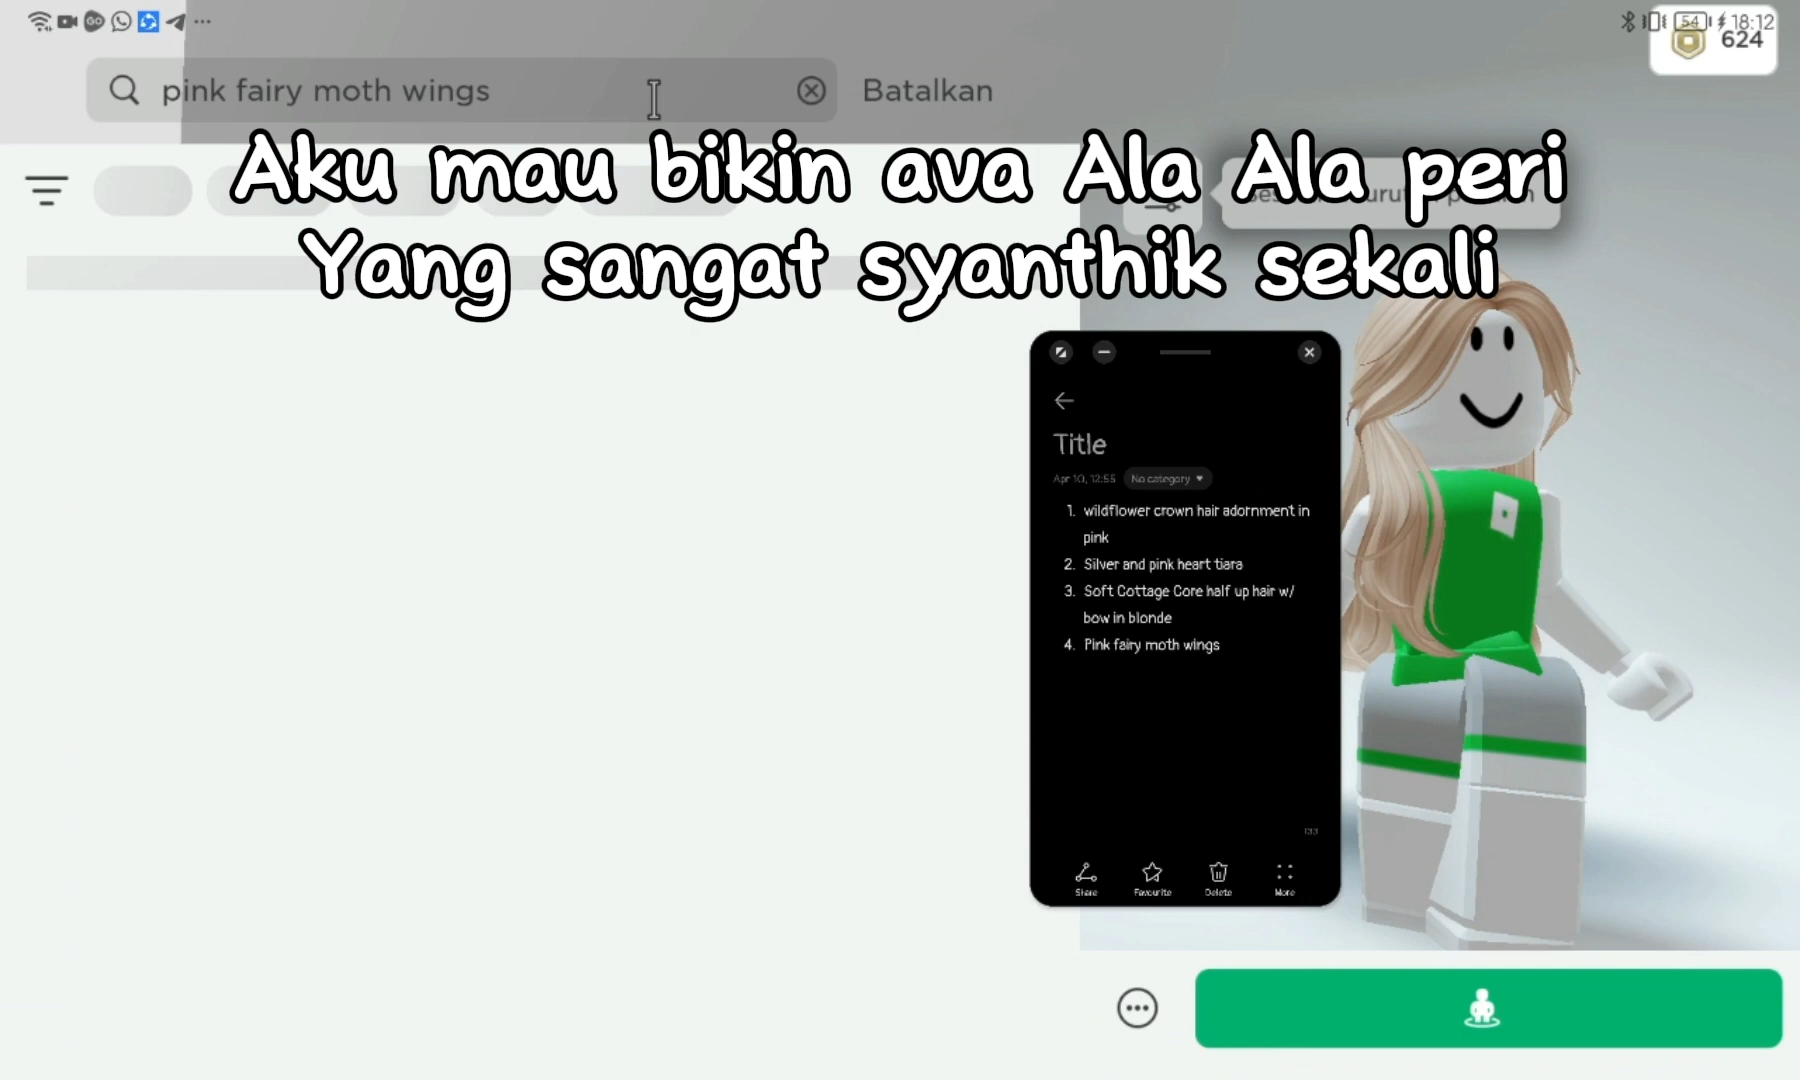 54 18:12
624
pink fairy moth wings
Batalkan
Aku mau bikin ava Ala Ala peri
Yang sangat syanthik sekali
Title
Apr 10, 12:55 No category
1. wildflower crown hair adornment in
pink
2. Silver and pink heart tiara
3. Soft Cottage Core half up hair w/
bow in blonde
4. Pink fairy moth wings
133
Share Favourite Delete More